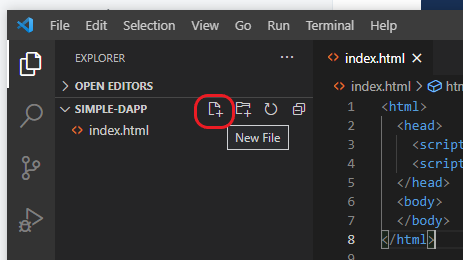 File Edit Selection View Go Run Terminal Help
EXPLORER ···
OPEN EDITORS
SIMPLE-DAPP
index.html
New File
index.html
index.html > htm
1 <html>
2 <head>
3 <script
4 <script
5 </head>
6 <body>
7 </body>
8 </html>